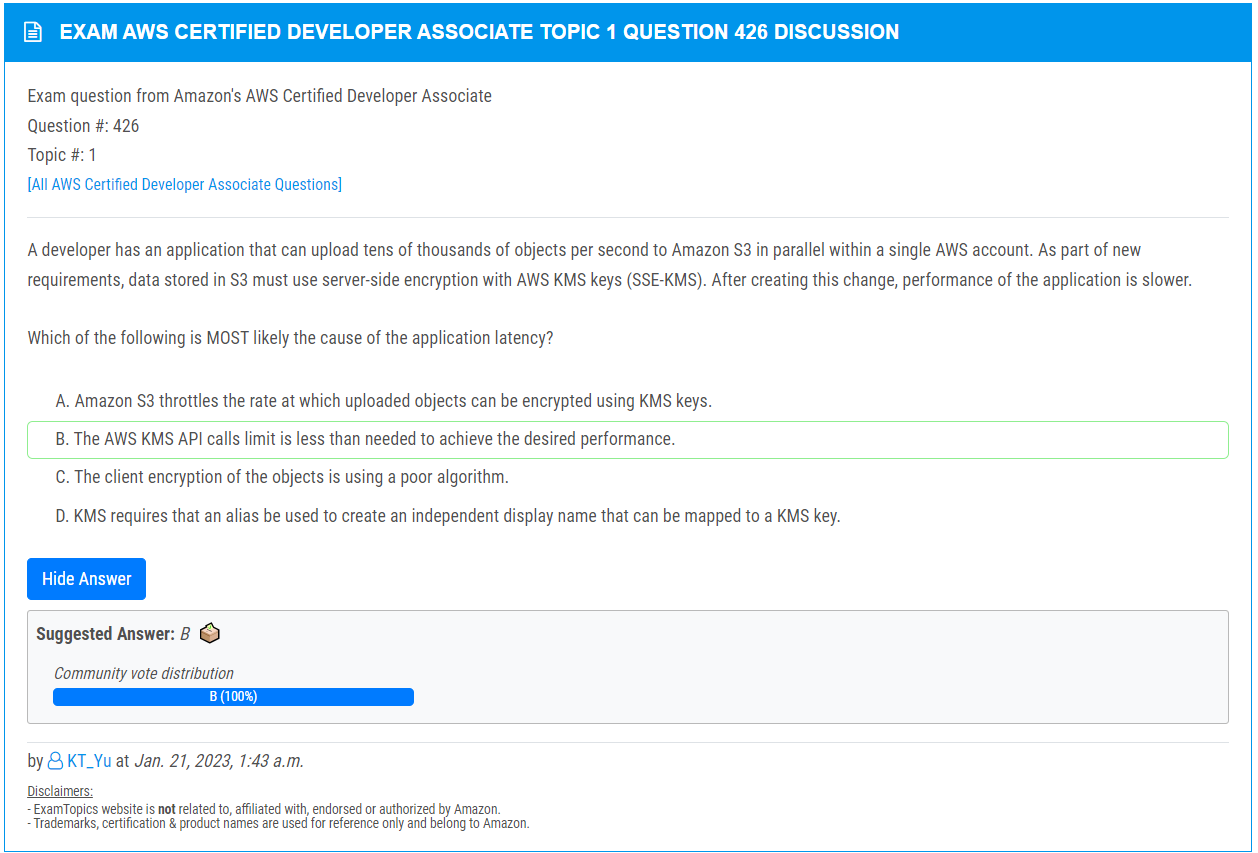 EXAM AWS CERTIFIED DEVELOPER ASSOCIATE TOPIC 1 QUESTION 426 DISCUSSION
Exam question from Amazon's AWS Certified Developer Associate
Question #: 426
Topic #: 1
[All AWS Certified Developer Associate Questions]
A developer has an application that can upload tens of thousands of objects per second to Amazon S3 in parallel within a single AWS account. As part of new
requirements, data stored in S3 must use server-side encryption with AWS KMS keys (SSE-KMS). After creating this change, performance of the application is slower.
Which of the following is MOST likely the cause of the application latency?
A. Amazon S3 throttles the rate at which uploaded objects can be encrypted using KMS keys.
B. The AWS KMS API calls limit is less than needed to achieve the desired performance.
C. The client encryption of the objects is using a poor algorithm.
D. KMS requires that an alias be used to create an independent display name that can be mapped to a KMS key.
Hide Answer
Suggested Answer: B
Community vote distribution
B (100%)
by KT_Yu at Jan. 21, 2023, 1:43 a.m.
Disclaimers:
- ExamTopics website is not related to, affiliated with, endorsed or authorized by Amazon.
- Trademarks, certification & product names are used for reference only and belong to Amazon.